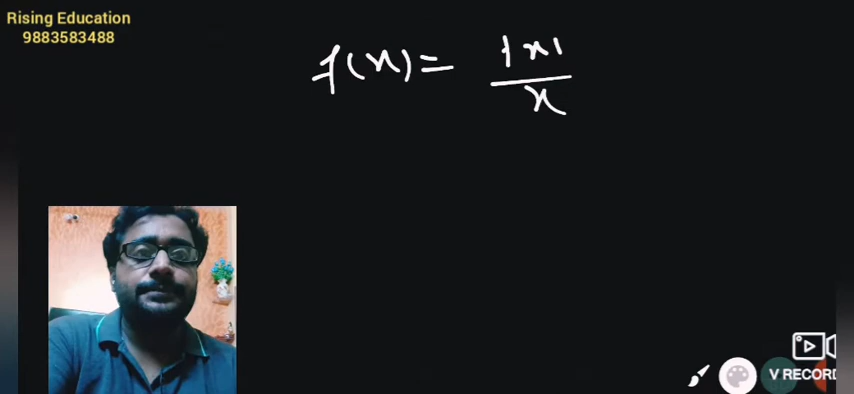 Rising Education
9883583488
f(x) = |x| / x
V RECORD